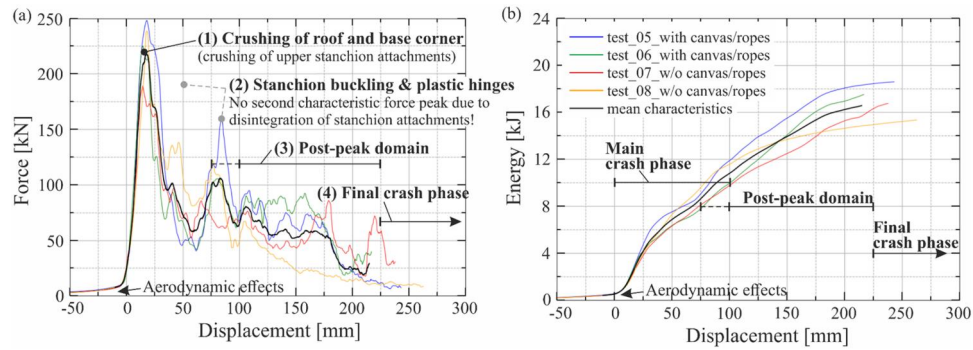 (a)
300
250
200
150
100
50
0
Force [kN]
(1) Crushing of roof and base corner
(crushing of upper stanchion attachments)
(2) Stanchion buckling & plastic hinges
No second characteristic force peak due to
disintegration of stanchion attachments!
(3) Post-peak domain
(4) Final crash phase
Aerodynamic effects
-50 0 50 100 150 200 250 300
Displacement [mm]
(b)
24
20
16
12
8
4
0
Energy [kJ]
test_05_with canvas/ropes
test_06_with canvas/ropes
test_07_w/o canvas/ropes
test_08_w/o canvas/ropes
mean characteristics
Main
crash phase
Post-peak domain
Final
crash phase
Aerodynamic effects
-50 0 50 100 150 200 250 300
Displacement [mm]